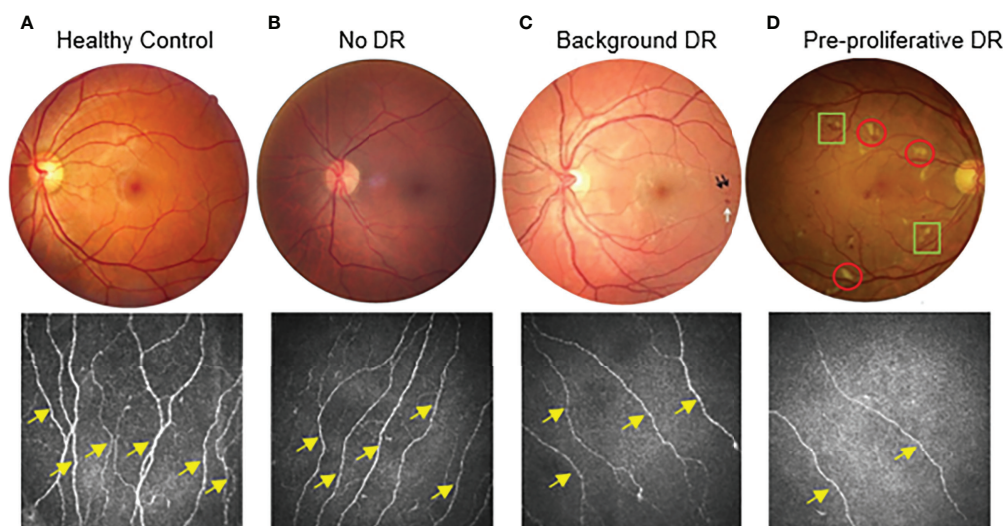 A
Healthy Control
B
No DR
C
Background DR
D
Pre-proliferative DR